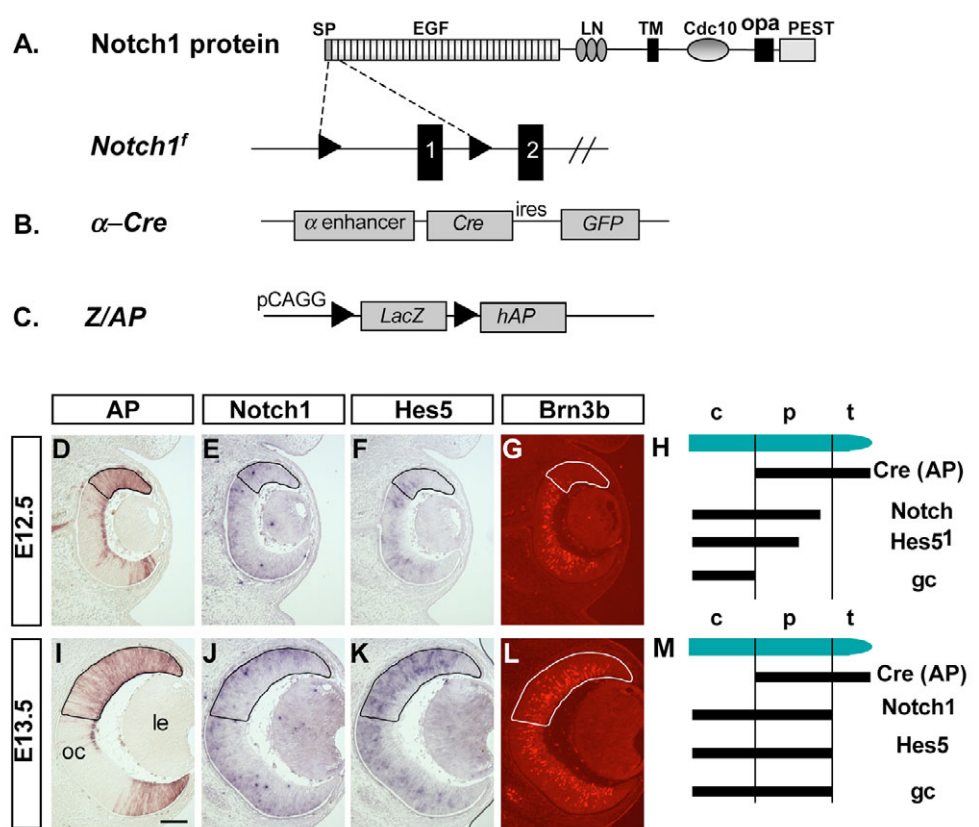 A. Notch1 protein
SP EGF LN TM Cdc10 opa PEST
Notch1f
1 2
B. α–Cre
α enhancer Cre ires GFP
C. Z/AP
pCAGG LacZ hAP
AP Notch1 Hes5 Brn3b
E12.5
D E F G H
c p t
Cre (AP)
Notch
Hes51
gc
E13.5
I J K L M
oc le
c p t
Cre (AP)
Notch1
Hes5
gc